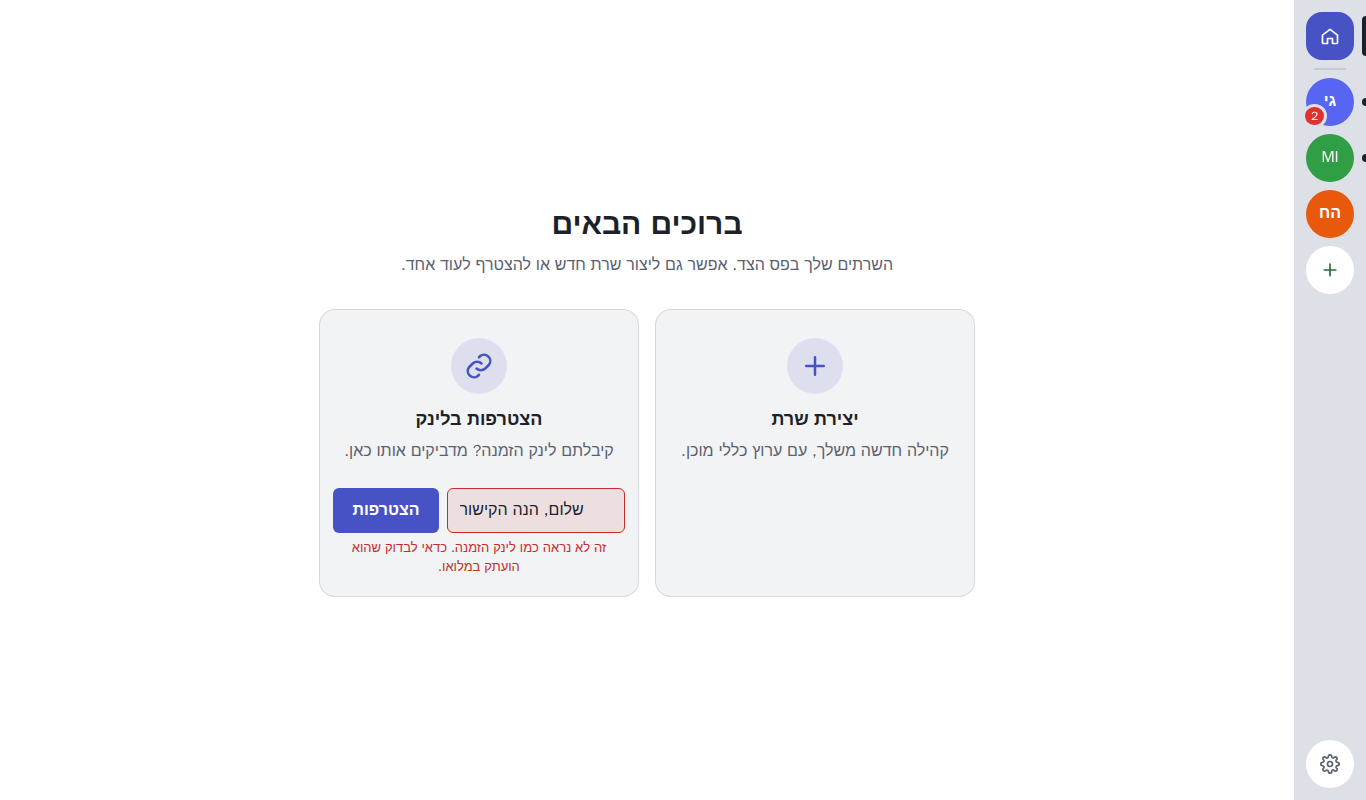 גי
2
MI
הח
ברוכים הבאים
השרתים שלך בפס הצד. אפשר גם ליצור שרת חדש או להצטרף לעוד אחד.
יצירת שרת
קהילה חדשה משלך, עם ערוץ כללי מוכן.
הצטרפות בלינק
קיבלתם לינק הזמנה? מדביקים אותו כאן.
שלום, הנה הקישור
הצטרפות
זה לא נראה כמו לינק הזמנה. כדאי לבדוק שהוא
הועתק במלואו.